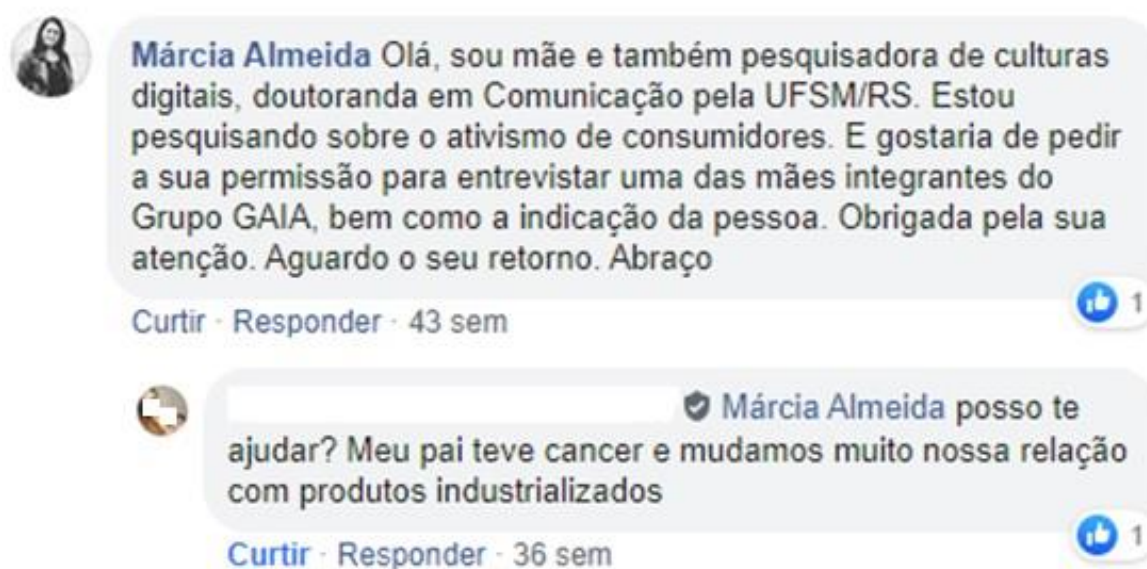 Márcia Almeida Olá, sou mãe e também pesquisadora de culturas
digitais, doutoranda em Comunicação pela UFSM/RS. Estou
pesquisando sobre o ativismo de consumidores. E gostaria de pedir
a sua permissão para entrevistar uma das mães integrantes do
Grupo GAIA, bem como a indicação da pessoa. Obrigada pela sua
atenção. Aguardo o seu retorno. Abraço
1
Curtir · Responder · 43 sem
Márcia Almeida posso te
ajudar? Meu pai teve cancer e mudamos muito nossa relação
com produtos industrializados
1
Curtir · Responder · 36 sem